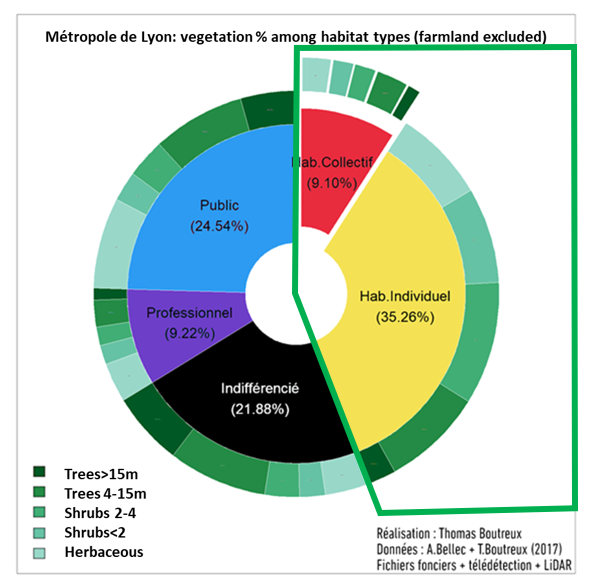 Métropole de Lyon: vegetation % among habitat types (farmland excluded)
Hab.Collectif
(9.10%)
Public
(24.54%)
Hab.Individuel
(35.26%)
Professionnel
(9.22%)
Indifférencié
(21.88%)
Trees>15m
Trees 4-15m
Shrubs 2-4
Shrubs<2
Herbaceous
Réalisation : Thomas Boutreux
Données : A.Bellec + T.Boutreux (2017)
Fichiers fonciers + télédétection + LiDAR